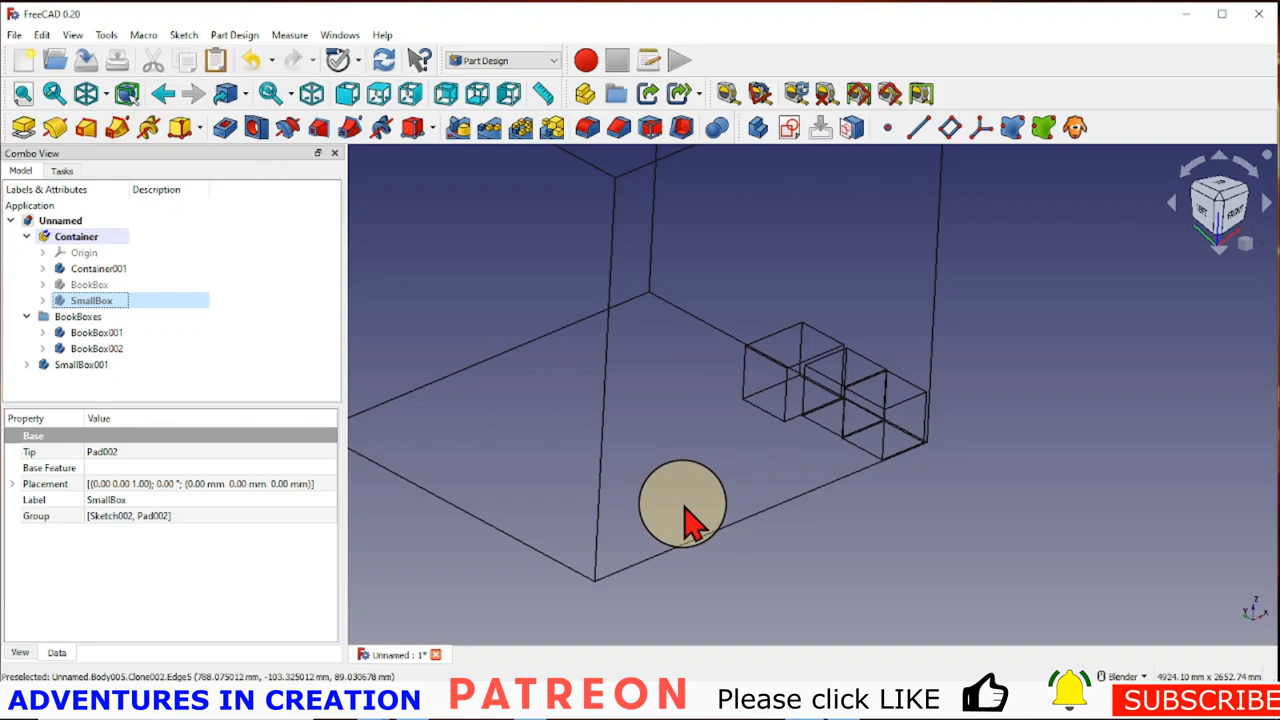 FreeCAD 0.20
File Edit View Tools Macro Sketch Part Design Measure Windows Help
Part Design
Combo View
Model Tasks
Labels & Attributes Description
Application
Unnamed
Container
Origin
Container001
BookBox
SmallBox
BookBoxes
BookBox001
BookBox002
SmallBox001
Property Value
Base
Tip Pad002
Base Feature
Placement [(0.00 0.00 1.00); 0.00 °; (0.00 mm 0.00 mm 0.00 mm)]
Label SmallBox
Group [Sketch002, Pad002]
FRONT
Z
Y X
View Data
Unnamed : 1*
Preselected: Unnamed.Body005.Clone002.Edge5 (788.075012 mm, -103.325012 mm, 89.030678 mm)
Blender 4924.10 mm x 2652.74 mm
ADVENTURES IN CREATION PATREON Please click LIKE SUBSCRIBE